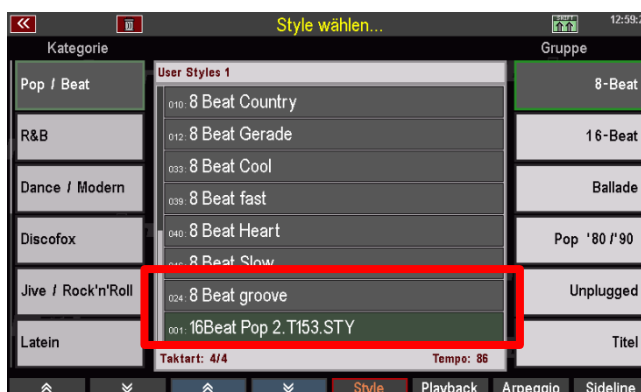 Style wählen...
12:59:2
Kategorie
Gruppe
Pop / Beat
R&B
Dance / Modern
Discofox
Jive / Rock'n'Roll
Latein
User Styles 1
010: 8 Beat Country
012: 8 Beat Gerade
033: 8 Beat Cool
039: 8 Beat fast
040: 8 Beat Heart
8 Beat Slow
024: 8 Beat groove
001: 16Beat Pop 2.T153.STY
Taktart: 4/4
Tempo: 86
8-Beat
16-Beat
Ballade
Pop '80 /'90
Unplugged
Titel
Style
Playback
Arpeggio
Sideline